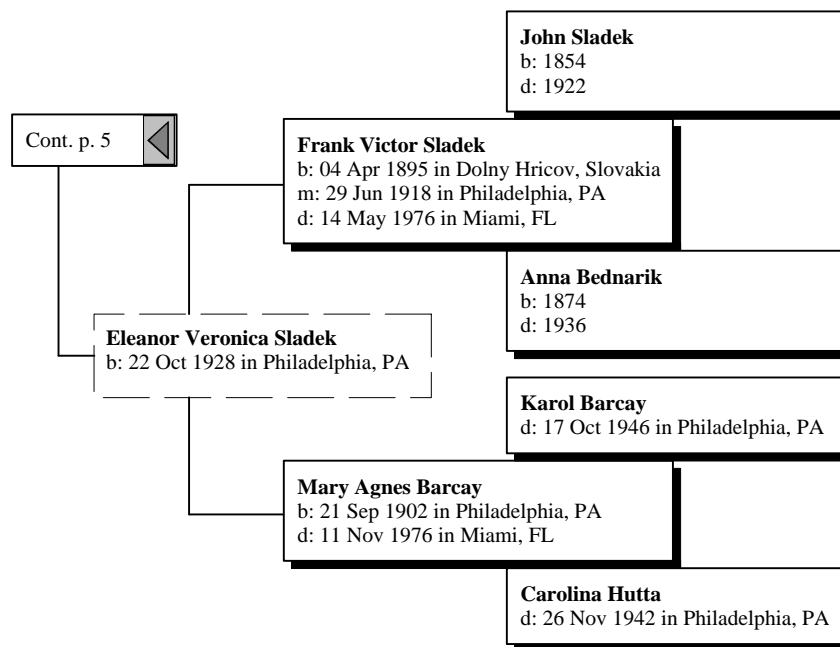 John Sladek
b: 1854
d: 1922
Cont. p. 5
Frank Victor Sladek
b: 04 Apr 1895 in Dolny Hricov, Slovakia
m: 29 Jun 1918 in Philadelphia, PA
d: 14 May 1976 in Miami, FL
Anna Bednarik
b: 1874
d: 1936
Eleanor Veronica Sladek
b: 22 Oct 1928 in Philadelphia, PA
Karol Barcay
d: 17 Oct 1946 in Philadelphia, PA
Mary Agnes Barcay
b: 21 Sep 1902 in Philadelphia, PA
d: 11 Nov 1976 in Miami, FL
Carolina Hutta
d: 26 Nov 1942 in Philadelphia, PA